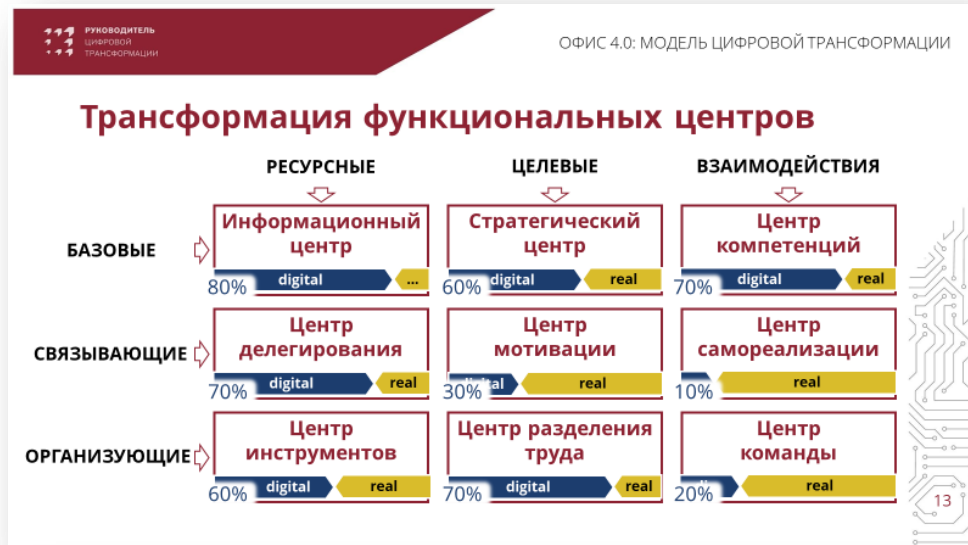 РУКОВОДИТЕЛЬ
ЦИФРОВОЙ
ТРАНСФОРМАЦИИ
ОФИС 4.0: МОДЕЛЬ ЦИФРОВОЙ ТРАНСФОРМАЦИИ
Трансформация функциональных центров
РЕСУРСНЫЕ
ЦЕЛЕВЫЕ
ВЗАИМОДЕЙСТВИЯ
БАЗОВЫЕ
Информационный
центр
80% digital ...
Стратегический
центр
60% digital real
Центр
компетенций
70% digital real
СВЯЗЫВАЮЩИЕ
Центр
делегирования
70% digital real
Центр
мотивации
30% digital real
Центр
самореализации
10% real
ОРГАНИЗУЮЩИЕ
Центр
инструментов
60% digital real
Центр разделения
труда
70% digital real
Центр
команды
20% real
13